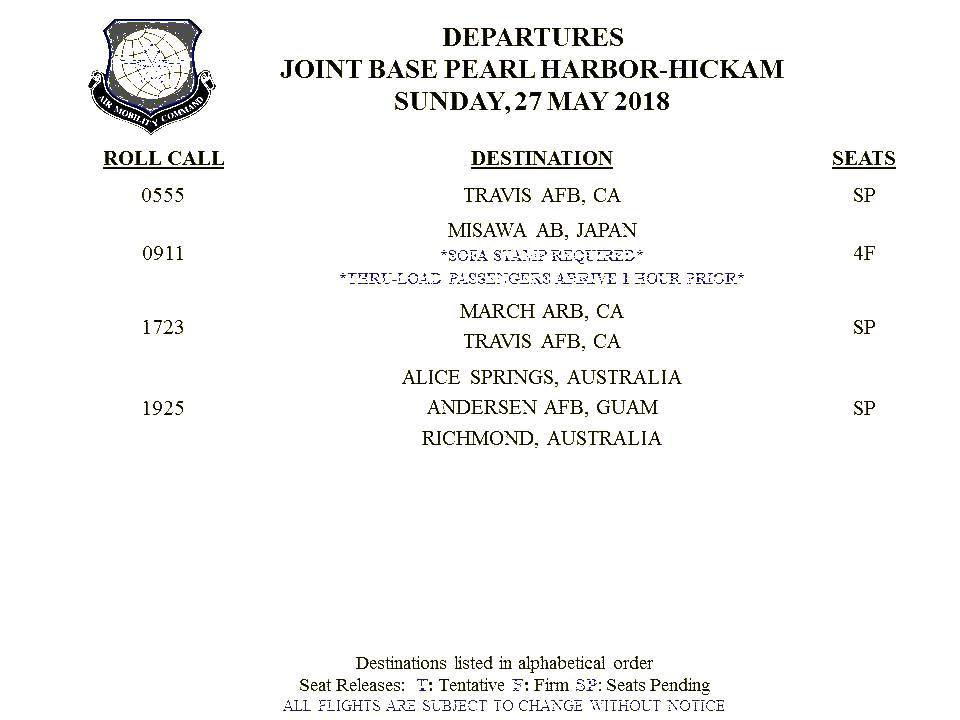 AIR MOBILITY COMMAND
DEPARTURES
JOINT BASE PEARL HARBOR-HICKAM
SUNDAY, 27 MAY 2018
ROLL CALL DESTINATION SEATS
0555 TRAVIS AFB, CA SP
MISAWA AB, JAPAN
*SOFA STAMP REQUIRED*
0911 4F
*THRU-LOAD PASSENGERS ARRIVE 1 HOUR PRIOR*
MARCH ARB, CA
1723 SP
TRAVIS AFB, CA
ALICE SPRINGS, AUSTRALIA
1925 ANDERSEN AFB, GUAM SP
RICHMOND, AUSTRALIA
Destinations listed in alphabetical order
Seat Releases: T: Tentative F: Firm SP: Seats Pending
ALL FLIGHTS ARE SUBJECT TO CHANGE WITHOUT NOTICE